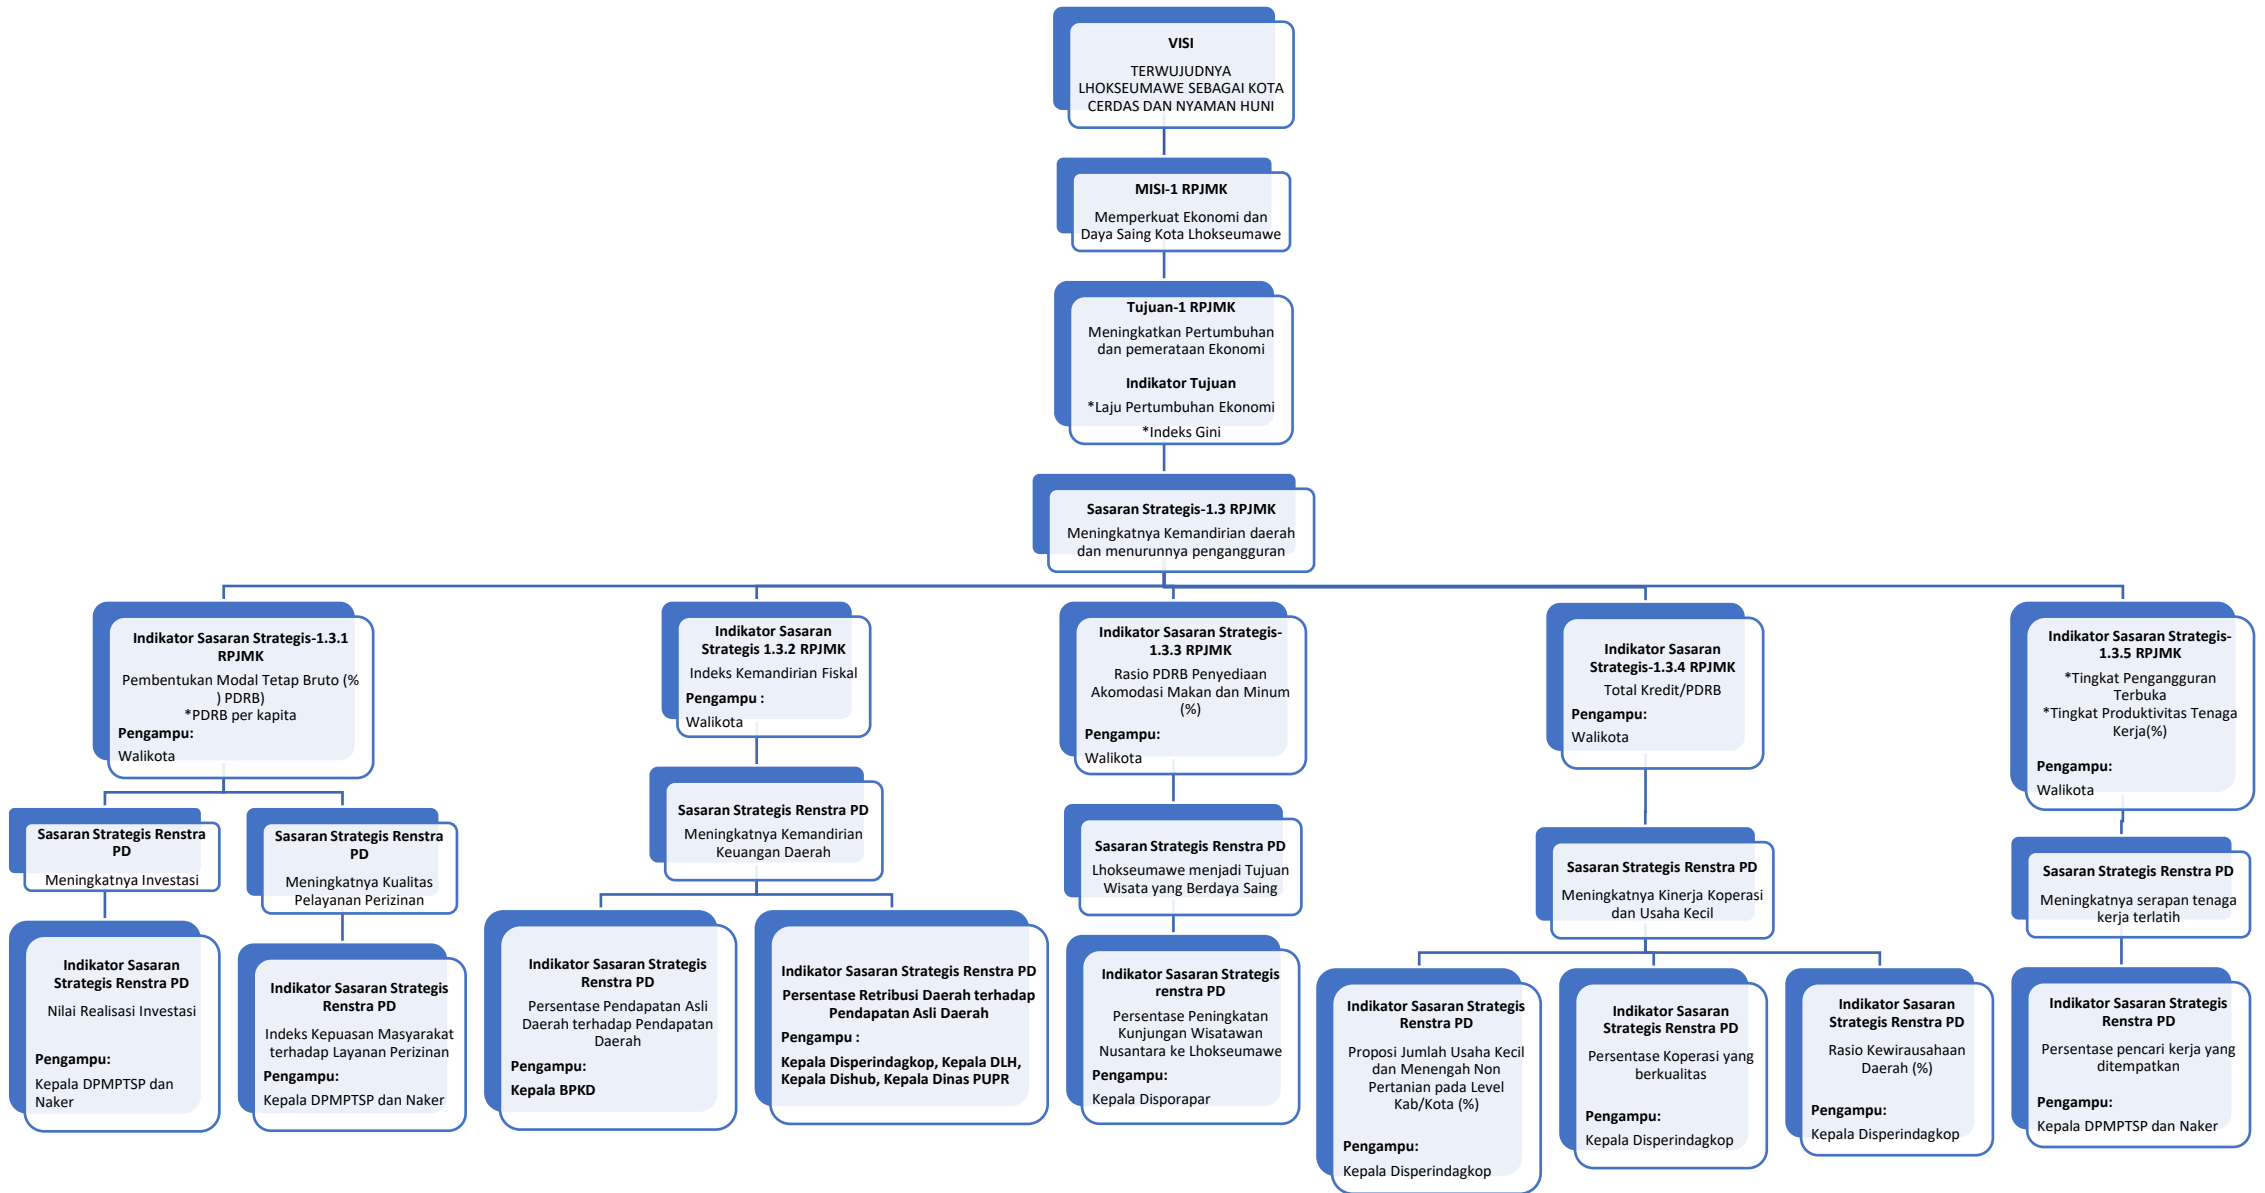 VISI
TERWUJUDNYA
LHOKSEUMAWE SEBAGAI KOTA
CERDAS DAN NYAMAN HUNI
MISI-1 RPJMK
Memperkuat Ekonomi dan
Daya Saing Kota Lhokseumawe
Tujuan-1 RPJMK
Meningkatkan Pertumbuhan
dan pemerataan Ekonomi
Indikator Tujuan
*Laju Pertumbuhan Ekonomi
*Indeks Gini
Sasaran Strategis-1.3 RPJMK
Meningkatnya Kemandirian daerah
dan menurunnya pengangguran
Indikator Sasaran Strategis-1.3.1
RPJMK
Pembentukan Modal Tetap Bruto (%
) PDRB)
*PDRB per kapita
Pengampu:
Walikota
Indikator Sasaran
Strategis 1.3.2 RPJMK
Indeks Kemandirian Fiskal
Pengampu :
Walikota
Indikator Sasaran Strategis-
1.3.3 RPJMK
Rasio PDRB Penyediaan
Akomodasi Makan dan Minum
(%)
Pengampu:
Walikota
Indikator Sasaran
Strategis-1.3.4 RPJMK
Total Kredit/PDRB
Pengampu:
Walikota
Indikator Sasaran Strategis-
1.3.5 RPJMK
*Tingkat Pengangguran
Terbuka
*Tingkat Produktivitas Tenaga
Kerja(%)
Pengampu:
Walikota
Sasaran Strategis Renstra
PD
Meningkatnya Investasi
Sasaran Strategis Renstra
PD
Meningkatnya Kualitas
Pelayanan Perizinan
Sasaran Strategis Renstra PD
Meningkatnya Kemandirian
Keuangan Daerah
Sasaran Strategis Renstra PD
Lhokseumawe menjadi Tujuan
Wisata yang Berdaya Saing
Sasaran Strategis Renstra PD
Meningkatnya Kinerja Koperasi
dan Usaha Kecil
Sasaran Strategis Renstra PD
Meningkatnya serapan tenaga
kerja terlatih
Indikator Sasaran
Strategis Renstra PD
Nilai Realisasi Investasi
Pengampu:
Kepala DPMPTSP dan
Naker
Indikator Sasaran Strategis
Renstra PD
Indeks Kepuasan Masyarakat
terhadap Layanan Perizinan
Pengampu:
Kepala DPMPTSP dan Naker
Indikator Sasaran Strategis
Renstra PD
Persentase Pendapatan Asli
Daerah terhadap Pendapatan
Daerah
Pengampu:
Kepala BPKD
Indikator Sasaran Strategis Renstra PD
Persentase Retribusi Daerah terhadap
Pendapatan Asli Daerah
Pengampu :
Kepala Disperindagkop, Kepala DLH,
Kepala Dishub, Kepala Dinas PUPR
Indikator Sasaran Strategis
renstra PD
Persentase Peningkatan
Kunjungan Wisatawan
Nusantara ke Lhokseumawe
Pengampu:
Kepala Disporapar
Indikator Sasaran Strategis
Renstra PD
Proposi Jumlah Usaha Kecil
dan Menengah Non
Pertanian pada Level
Kab/Kota (%)
Pengampu:
Kepala Disperindagkop
Indikator Sasaran
Strategis Renstra PD
Persentase Koperasi yang
berkualitas
Pengampu:
Kepala Disperindagkop
Indikator Sasaran
Strategis Renstra PD
Rasio Kewirausahaan
Daerah (%)
Pengampu:
Kepala Disperindagkop
Indikator Sasaran Strategis
Renstra PD
Persentase pencari kerja yang
ditempatkan
Pengampu:
Kepala DPMPTSP dan Naker